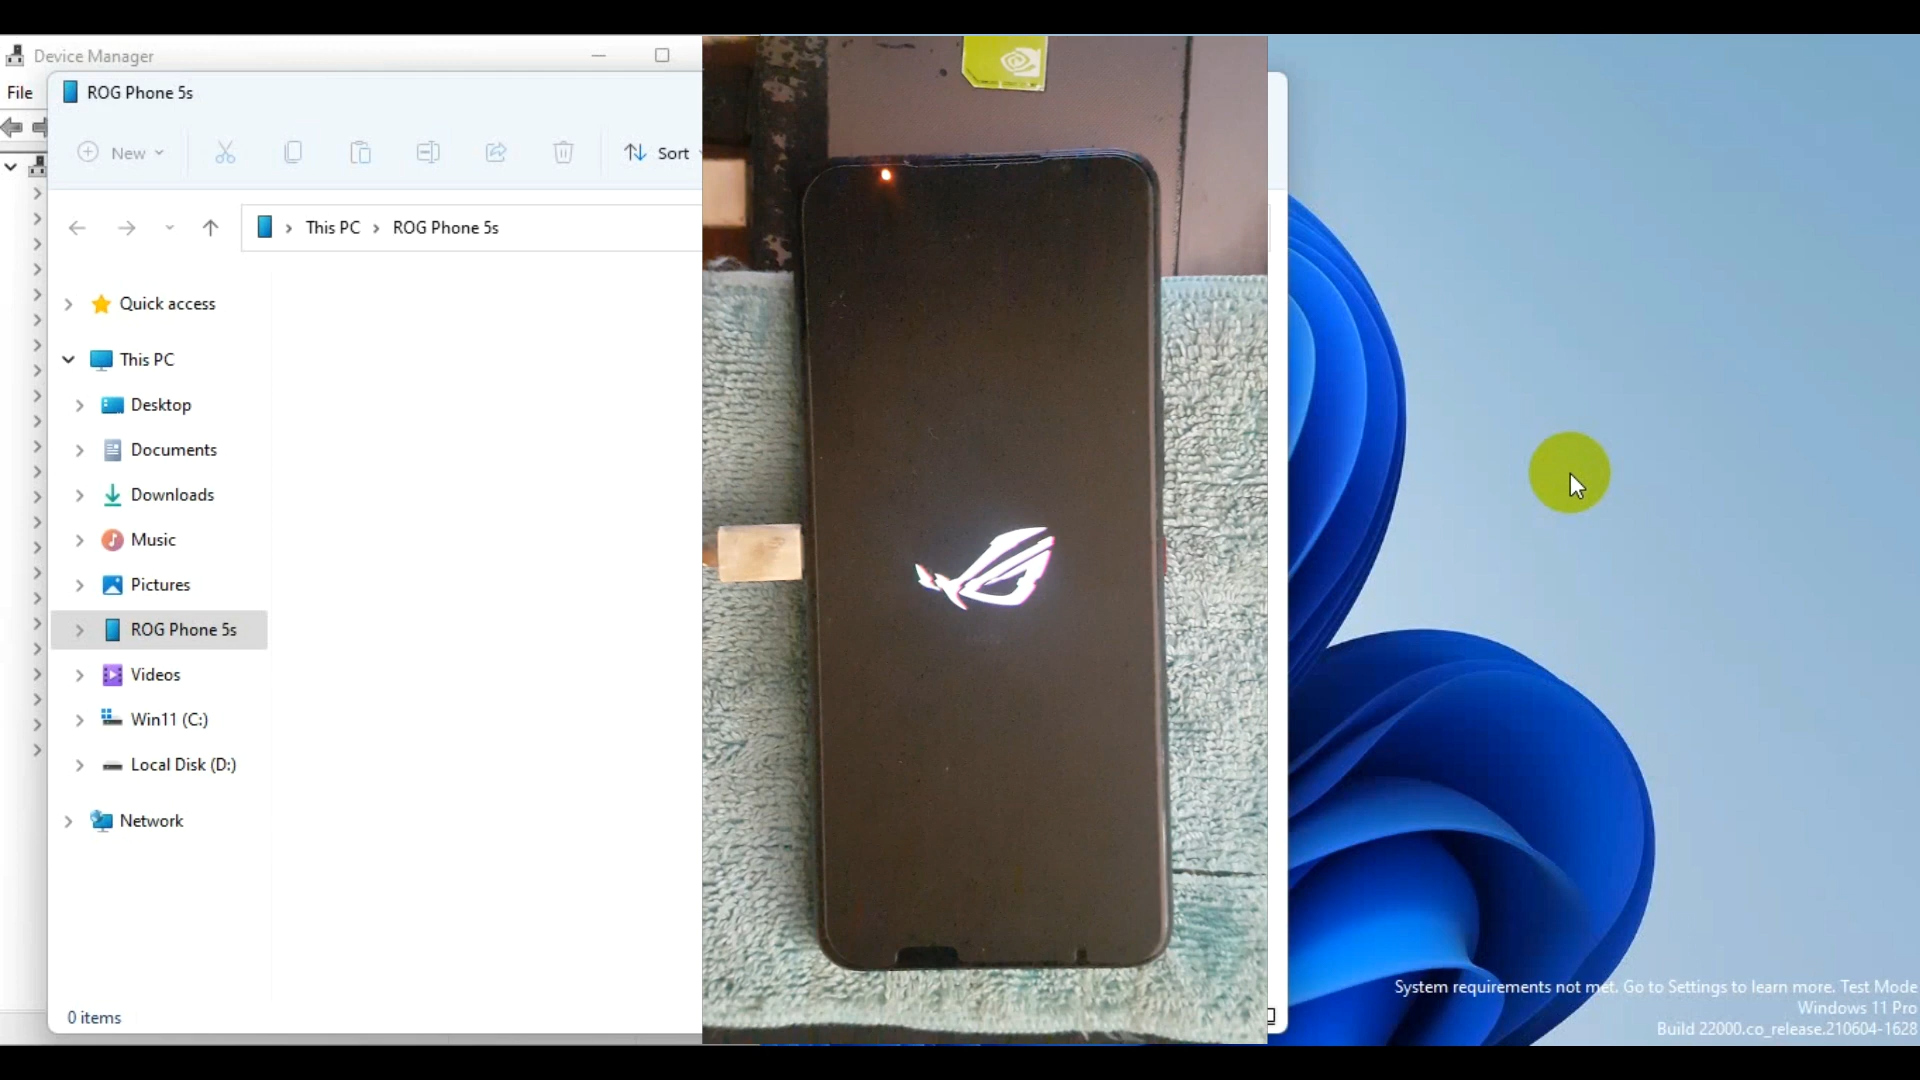 Device Manager
File
ROG Phone 5s
New
Sort
This PC
ROG Phone 5s
Quick access
This PC
Desktop
Documents
Downloads
Music
Pictures
ROG Phone 5s
Videos
Win11 (C:)
Local Disk (D:)
Network
0 items
System requirements not met. Go to Settings to learn more. Test Mode
Windows 11 Pro
Build 22000.co_release.210604-1628